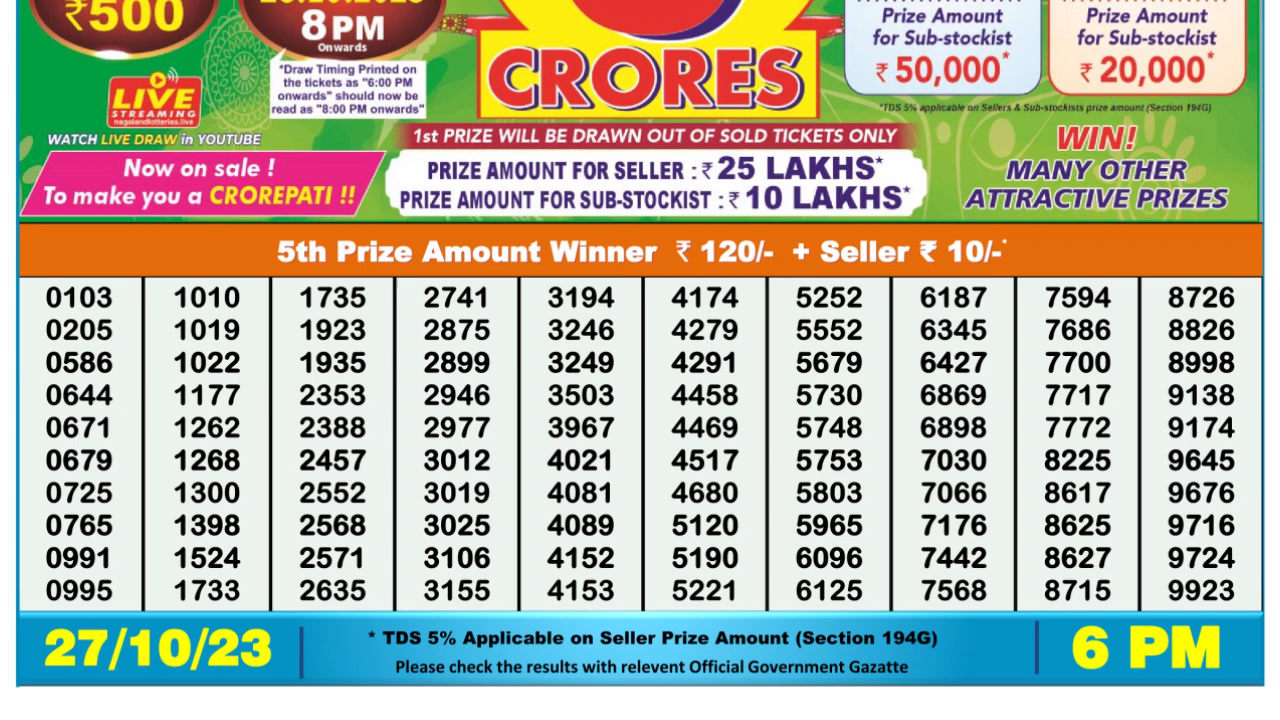 ₹500
8 PM
Onwards
*Draw Timing Printed on
the tickets as "6:00 PM
onwards" should now be
read as "8:00 PM onwards"
LIVE
STREAMING
nagalandlotteries.live
WATCH LIVE DRAW in YOUTUBE
Now on sale !
To make you a CROREPATI !!
CRORES
1st PRIZE WILL BE DRAWN OUT OF SOLD TICKETS ONLY
PRIZE AMOUNT FOR SELLER : ₹ 25 LAKHS*
PRIZE AMOUNT FOR SUB-STOCKIST : ₹ 10 LAKHS*
Prize Amount
for Sub-stockist
₹ 50,000*
Prize Amount
for Sub-stockist
₹ 20,000*
*TDS 5% applicable on Sellers & Sub-stockists prize amount (Section 194G)
WIN!
MANY OTHER
ATTRACTIVE PRIZES
5th Prize Amount Winner ₹ 120/- + Seller ₹ 10/-*
0103 1010 1735 2741 3194 4174 5252 6187 7594 8726
0205 1019 1923 2875 3246 4279 5552 6345 7686 8826
0586 1022 1935 2899 3249 4291 5679 6427 7700 8998
0644 1177 2353 2946 3503 4458 5730 6869 7717 9138
0671 1262 2388 2977 3967 4469 5748 6898 7772 9174
0679 1268 2457 3012 4021 4517 5753 7030 8225 9645
0725 1300 2552 3019 4081 4680 5803 7066 8617 9676
0765 1398 2568 3025 4089 5120 5965 7176 8625 9716
0991 1524 2571 3106 4152 5190 6096 7442 8627 9724
0995 1733 2635 3155 4153 5221 6125 7568 8715 9923
27/10/23
* TDS 5% Applicable on Seller Prize Amount (Section 194G)
Please check the results with relevent Official Government Gazatte
6 PM